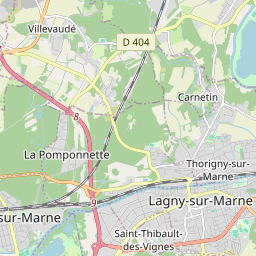 Villevaudé
D 404
Carnetin
8
La Pomponnette
Thorigny-sur-
Marne
9
Lagny-sur-Marne
sur-Marne
Saint-Thibault-
des-Vignes